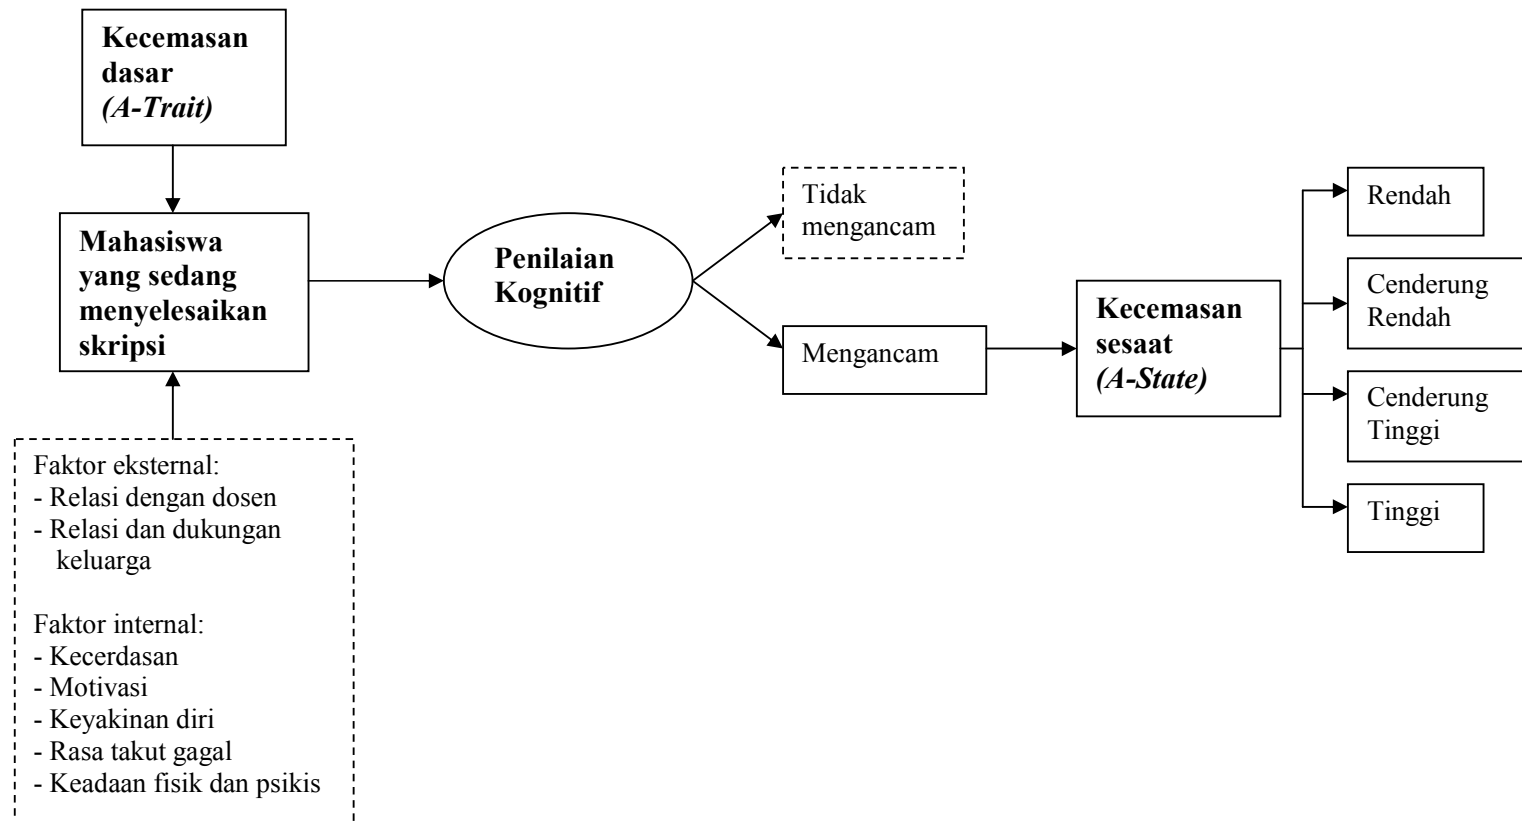 Kecemasan
dasar
(A-Trait)
Mahasiswa
yang sedang
menyelesaikan
skripsi
Faktor eksternal:
- Relasi dengan dosen
- Relasi dan dukungan
keluarga
Faktor internal:
- Kecerdasan
- Motivasi
- Keyakinan diri
- Rasa takut gagal
- Keadaan fisik dan psikis
Penilaian
Kognitif
Tidak
mengancam
Mengancam
Kecemasan
sesaat
(A-State)
Rendah
Cenderung
Rendah
Cenderung
Tinggi
Tinggi